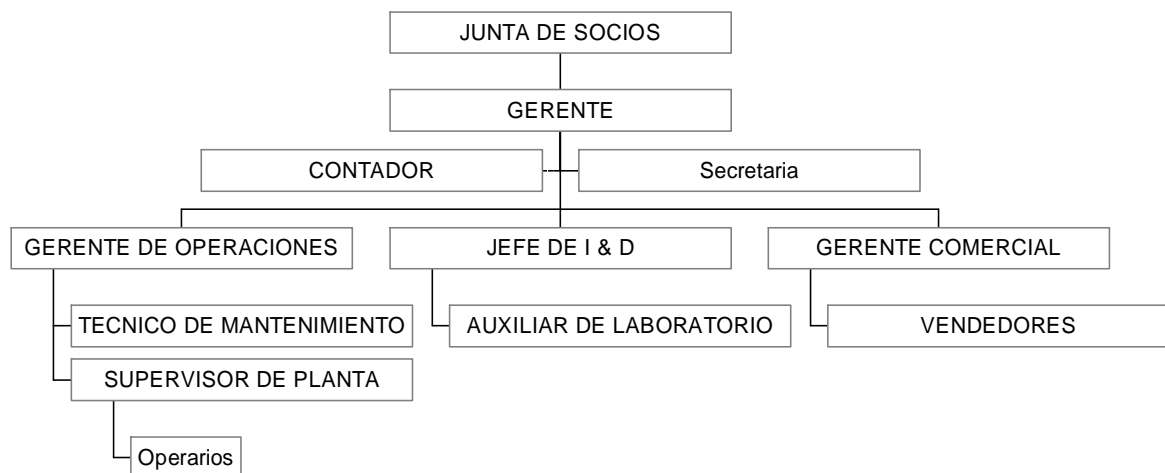 JUNTA DE SOCIOS
GERENTE
CONTADOR
Secretaria
GERENTE DE OPERACIONES
JEFE DE I & D
GERENTE COMERCIAL
TECNICO DE MANTENIMIENTO
AUXILIAR DE LABORATORIO
VENDEDORES
SUPERVISOR DE PLANTA
Operarios